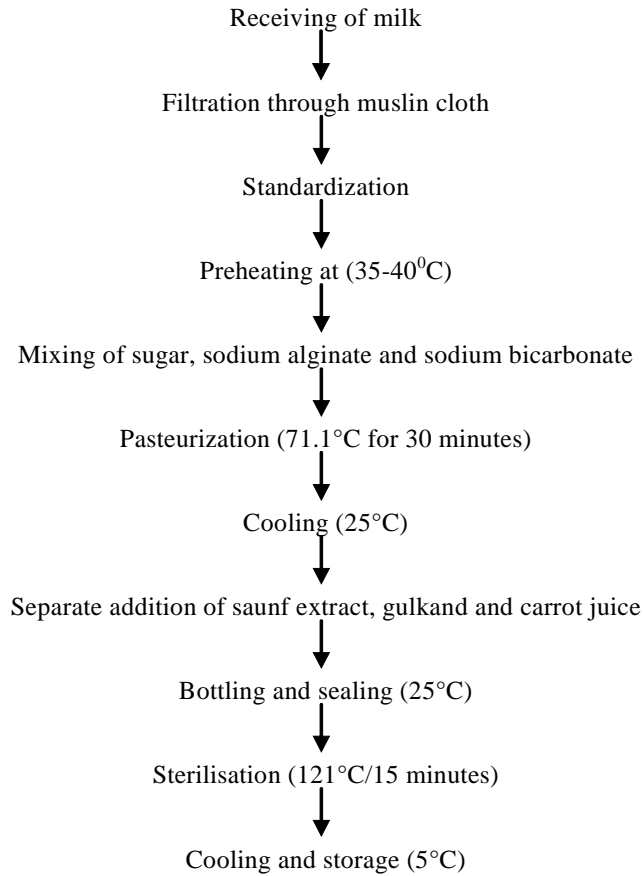 Receiving of milk
Filtration through muslin cloth
Standardization
Preheating at (35-40⁰C)
Mixing of sugar, sodium alginate and sodium bicarbonate
Pasteurization (71.1°C for 30 minutes)
Cooling (25°C)
Separate addition of saunf extract, gulkand and carrot juice
Bottling and sealing (25°C)
Sterilisation (121°C/15 minutes)
Cooling and storage (5°C)